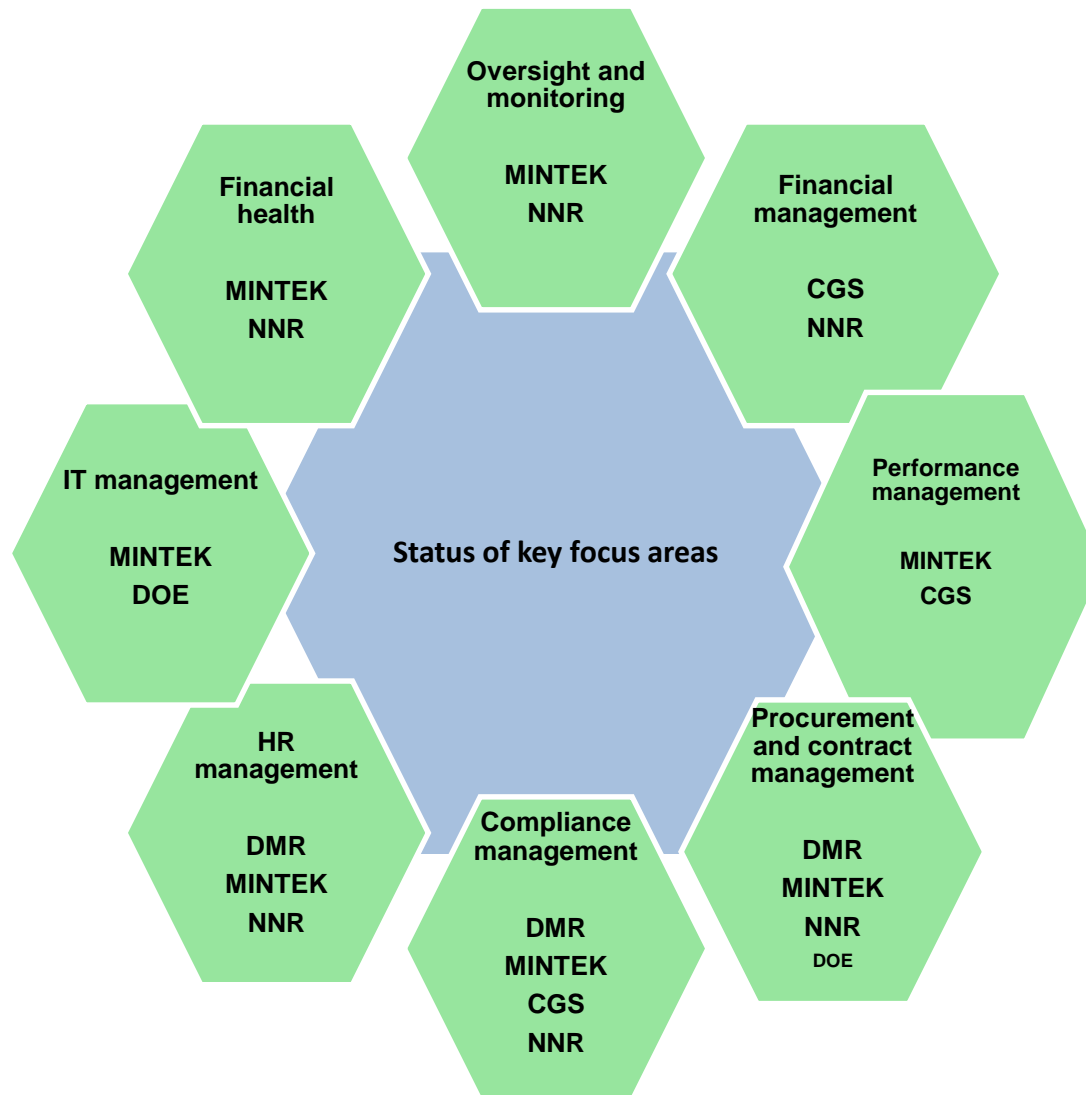 Oversight and
monitoring
MINTEK
NNR
Financial
management
CGS
NNR
Performance
management
MINTEK
CGS
Procurement
and contract
management
DMR
MINTEK
NNR
DOE
Compliance
management
DMR
MINTEK
CGS
NNR
HR
management
DMR
MINTEK
NNR
IT management
MINTEK
DOE
Financial
health
MINTEK
NNR
Status of key focus areas